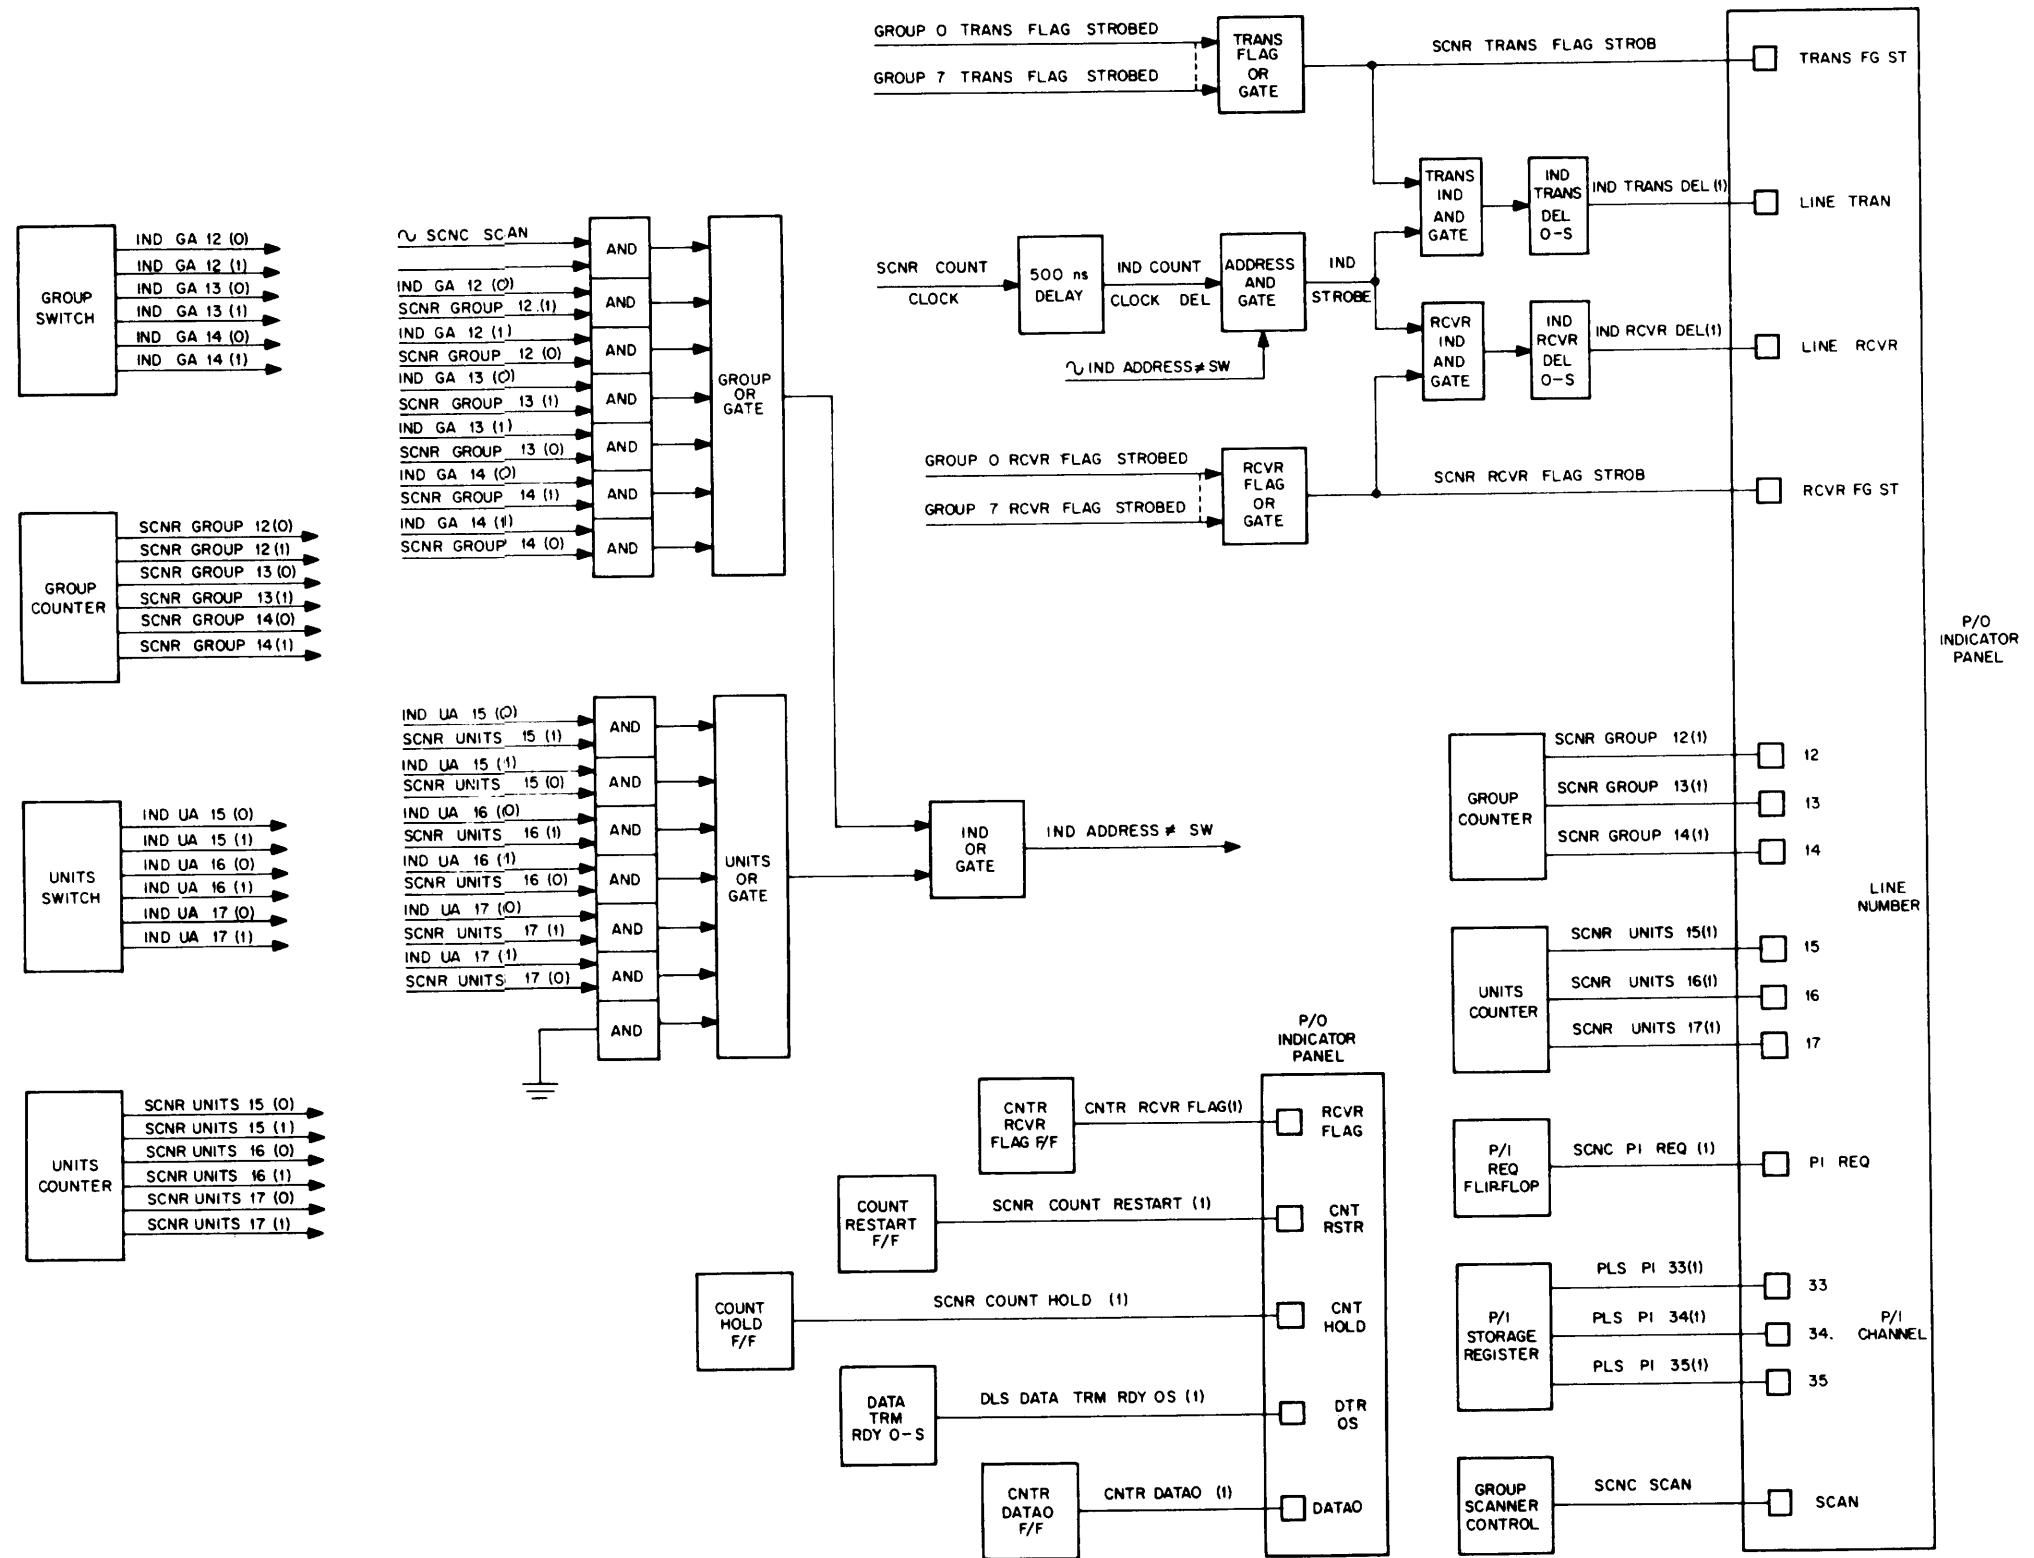 GROUP 0 TRANS FLAG STROBED
GROUP 7 TRANS FLAG STROBED
TRANS
FLAG
OR
GATE
SCNR TRANS FLAG STROB
TRANS FG ST
TRANS
IND
AND
GATE
IND
TRANS
DEL
O-S
IND TRANS DEL (1)
LINE TRAN
SCNR COUNT
CLOCK
500 ns
DELAY
IND COUNT
CLOCK DEL
ADDRESS
AND
GATE
IND
STROBE
∿ IND ADDRESS ≠ SW
RCVR
IND
AND
GATE
IND
RCVR
DEL
O-S
IND RCVR DEL(1)
LINE RCVR
GROUP 0 RCVR FLAG STROBED
GROUP 7 RCVR FLAG STROBED
RCVR
FLAG
OR
GATE
SCNR RCVR FLAG STROB
RCVR FG ST
P/O
INDICATOR
PANEL
GROUP
SWITCH
IND GA 12 (0)
IND GA 12 (1)
IND GA 13 (0)
IND GA 13 (1)
IND GA 14 (0)
IND GA 14 (1)
GROUP
COUNTER
SCNR GROUP 12(0)
SCNR GROUP 12(1)
SCNR GROUP 13 (0)
SCNR GROUP 13(1)
SCNR GROUP 14(0)
SCNR GROUP 14(1)
UNITS
SWITCH
IND UA 15 (0)
IND UA 15 (1)
IND UA 16 (0)
IND UA 16 (1)
IND UA 17 (0)
IND UA 17 (1)
UNITS
COUNTER
SCNR UNITS 15 (0)
SCNR UNITS 15 (1)
SCNR UNITS 16 (0)
SCNR UNITS 16 (1)
SCNR UNITS 17 (0)
SCNR UNITS 17 (1)
∿ SCNC SCAN
IND GA 12 (0)
SCNR GROUP 12 (1)
IND GA 12 (1)
SCNR GROUP 12 (0)
IND GA 13 (0)
SCNR GROUP 13 (1)
IND GA 13 (1)
SCNR GROUP 13 (0)
IND GA 14 (0)
SCNR GROUP 14 (1)
IND GA 14 (1)
SCNR GROUP 14 (0)
AND
AND
AND
AND
AND
AND
AND
GROUP
OR
GATE
IND UA 15 (0)
SCNR UNITS 15 (1)
IND UA 15 (1)
SCNR UNITS 15 (0)
IND UA 16 (0)
SCNR UNITS 16 (1)
IND UA 16 (1)
SCNR UNITS 16 (0)
IND UA 17 (0)
SCNR UNITS 17 (1)
IND UA 17 (1)
SCNR UNITS 17 (0)
AND
AND
AND
AND
AND
AND
AND
UNITS
OR
GATE
IND
OR
GATE
IND ADDRESS ≠ SW
P/O
INDICATOR
PANEL
CNTR
RCVR
FLAG F/F
CNTR RCVR FLAG(1)
RCVR
FLAG
COUNT
RESTART
F/F
SCNR COUNT RESTART (1)
CNT
RSTR
COUNT
HOLD
F/F
SCNR COUNT HOLD (1)
CNT
HOLD
DATA
TRM
RDY O-S
DLS DATA TRM RDY OS (1)
DTR
OS
CNTR
DATAO
F/F
CNTR DATAO (1)
DATAO
GROUP
COUNTER
SCNR GROUP 12(1)
SCNR GROUP 13(1)
SCNR GROUP 14(1)
12
13
14
LINE
NUMBER
UNITS
COUNTER
SCNR UNITS 15(1)
SCNR UNITS 16(1)
SCNR UNITS 17(1)
15
16
17
P/I
REQ
FLIP-FLOP
SCNC PI REQ (1)
PI REQ
P/I
STORAGE
REGISTER
PLS PI 33(1)
PLS PI 34(1)
PLS PI 35(1)
33
34.
35
P/I
CHANNEL
GROUP
SCANNER
CONTROL
SCNC SCAN
SCAN